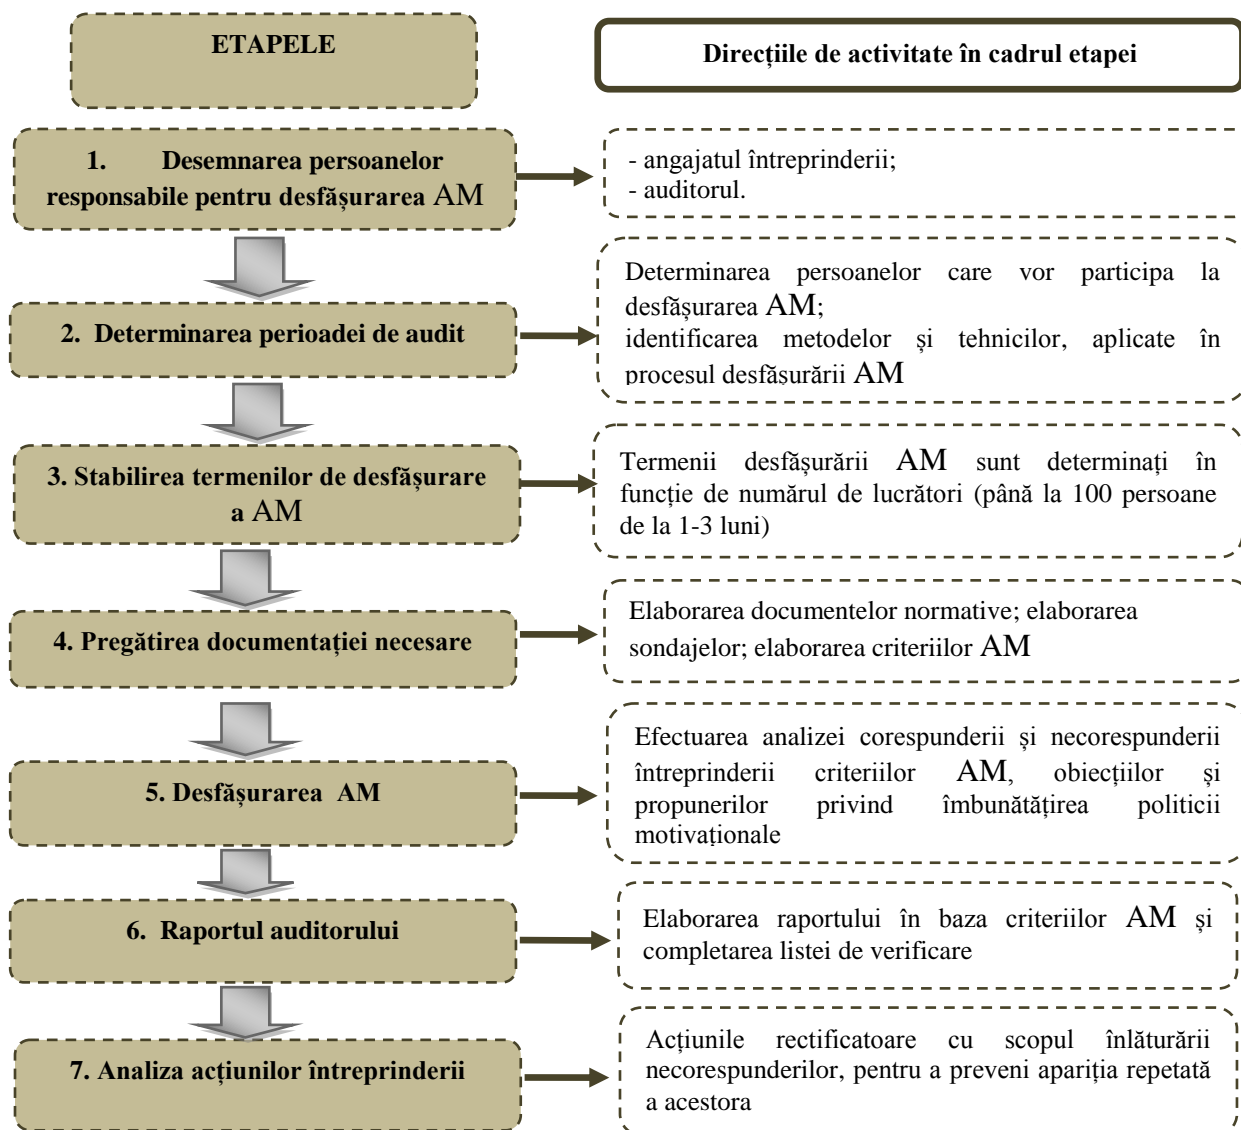 ETAPELE
Direcțiile de activitate în cadrul etapei
1. Desemnarea persoanelor
responsabile pentru desfășurarea AM
- angajatul întreprinderii;
- auditorul.
2. Determinarea perioadei de audit
Determinarea persoanelor care vor participa la
desfășurarea AM;
identificarea metodelor și tehnicilor, aplicate în
procesul desfășurării AM
3. Stabilirea termenilor de desfășurare
a AM
Termenii desfășurării AM sunt determinați în
funcție de numărul de lucrători (până la 100 persoane
de la 1-3 luni)
4. Pregătirea documentației necesare
Elaborarea documentelor normative; elaborarea
sondajelor; elaborarea criteriilor AM
5. Desfășurarea AM
Efectuarea analizei corespunderii și necorespunderii
întreprinderii criteriilor AM, obiecțiilor și
propunerilor privind îmbunătățirea politicii
motivaționale
6. Raportul auditorului
Elaborarea raportului în baza criteriilor AM și
completarea listei de verificare
7. Analiza acțiunilor întreprinderii
Acțiunile rectificatoare cu scopul înlăturării
necorespunderilor, pentru a preveni apariția repetată
a acestora